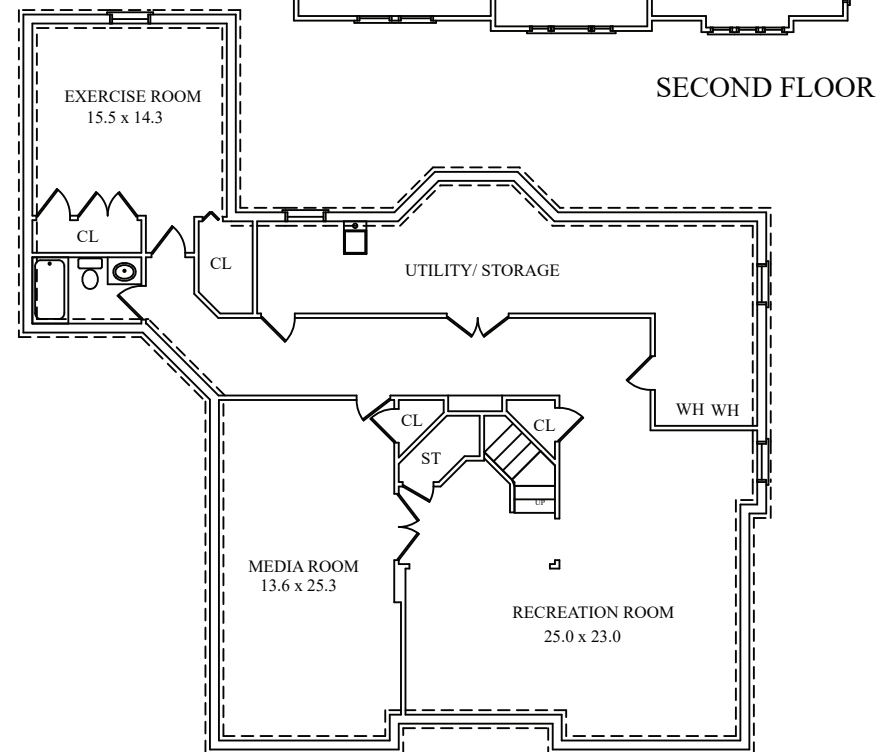 SECOND FLOOR
EXERCISE ROOM
15.5 x 14.3
CL
CL
UTILITY/ STORAGE
WH WH
CL
CL
ST
UP
MEDIA ROOM
13.6 x 25.3
RECREATION ROOM
25.0 x 23.0